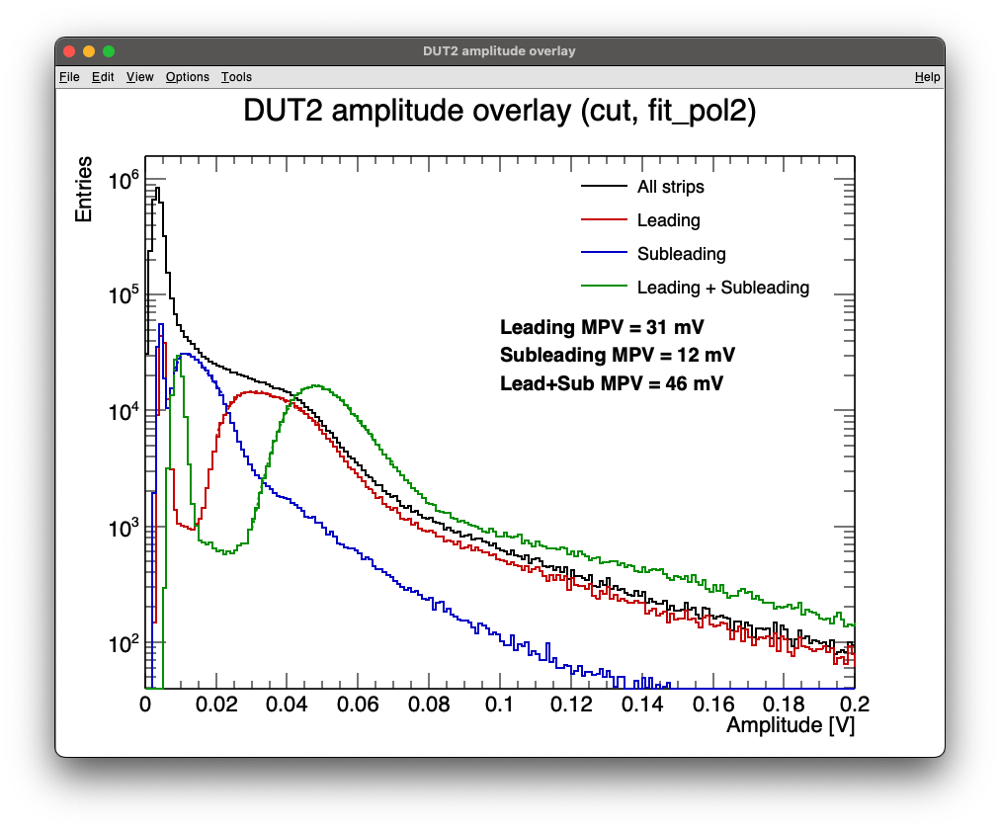 DUT2 amplitude overlay
File Edit View Options Tools Help
DUT2 amplitude overlay (cut, fit_pol2)
Entries
All strips
Leading
Subleading
Leading + Subleading
Leading MPV = 31 mV
Subleading MPV = 12 mV
Lead+Sub MPV = 46 mV
10⁶
10⁵
10⁴
10³
10²
0 0.02 0.04 0.06 0.08 0.1 0.12 0.14 0.16 0.18 0.2
Amplitude [V]